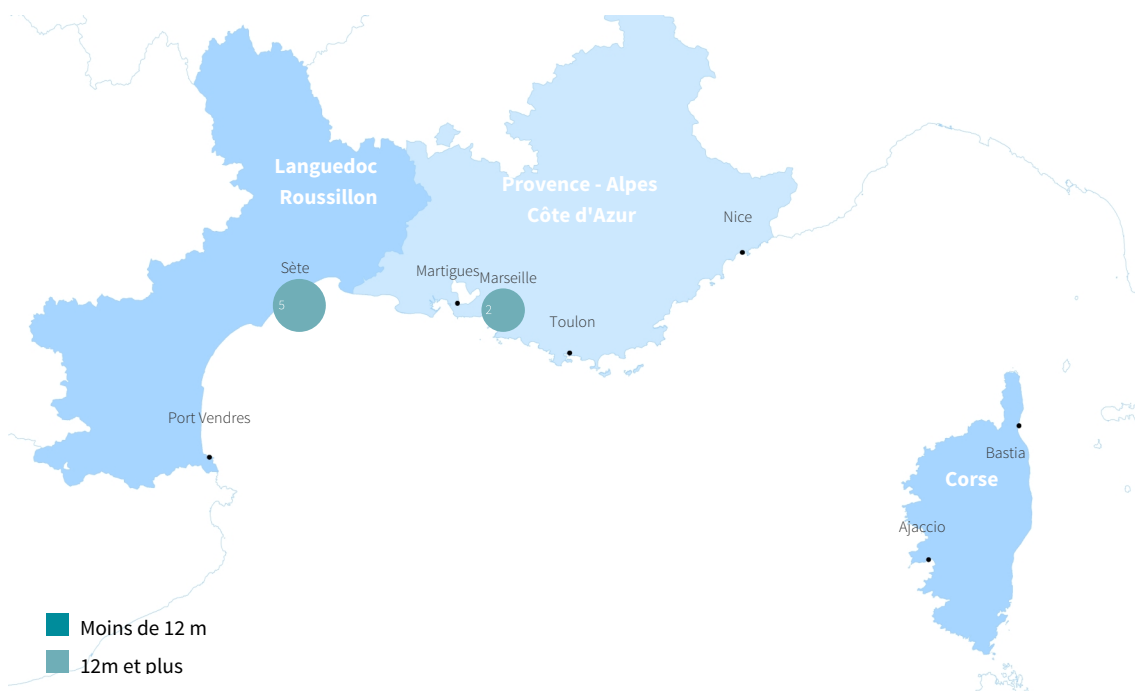 Languedoc
Roussillon
Provence - Alpes
Côte d'Azur
Nice
Sète
Martigues
Marseille
5
2
Toulon
Port Vendres
Bastia
Corse
Ajaccio
Moins de 12 m
12m et plus